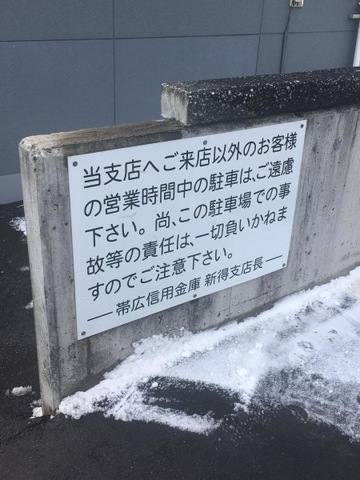 当支店へご来店以外のお客様
の営業時間中の駐車は、ご遠慮
下さい。尚、この駐車場での事
故等の責任は、一切負いかねま
すのでご注意下さい。
―帯広信用金庫 新得支店長―